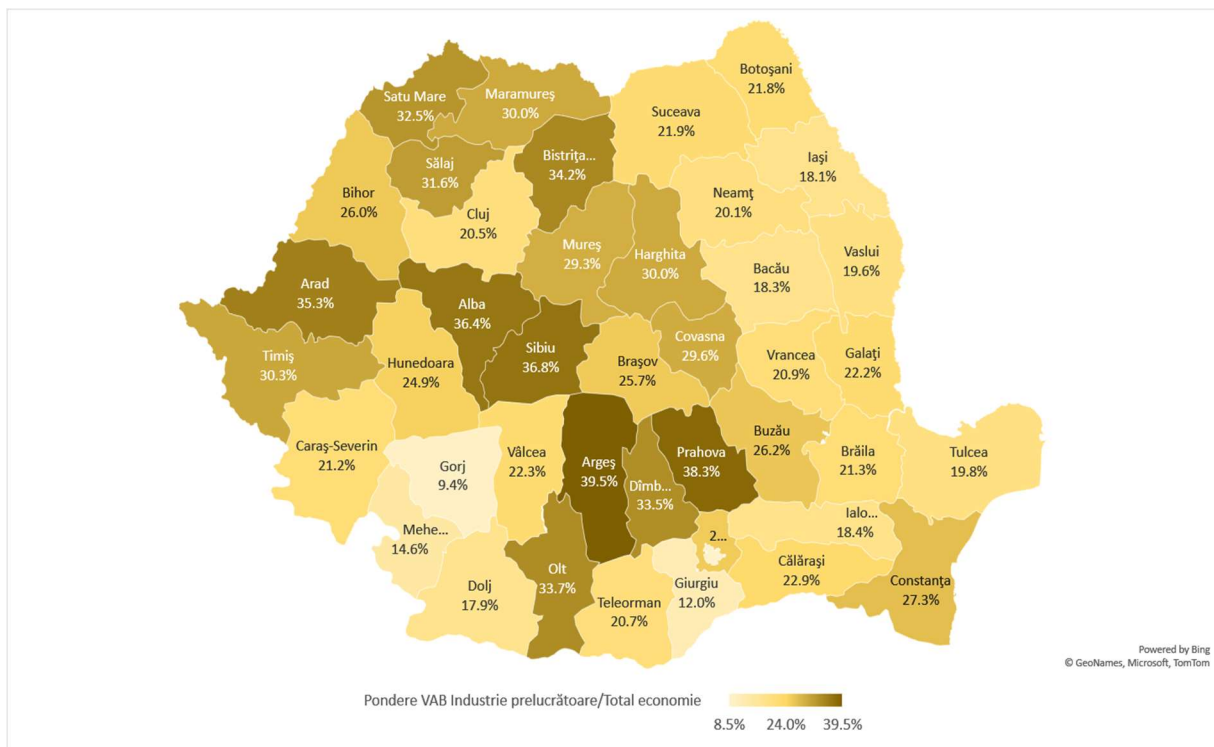 Botoşani
21.8%
Satu Mare
32.5%
Maramureş
30.0%
Suceava
21.9%
Iaşi
18.1%
Bistriţa...
34.2%
Sălaj
31.6%
Neamţ
20.1%
Bihor
26.0%
Cluj
20.5%
Mureş
29.3%
Harghita
30.0%
Vaslui
19.6%
Bacău
18.3%
Arad
35.3%
Alba
36.4%
Covasna
29.6%
Sibiu
36.8%
Timiş
30.3%
Hunedoara
24.9%
Braşov
25.7%
Vrancea
20.9%
Galaţi
22.2%
Caraş-Severin
21.2%
Vâlcea
22.3%
Argeş
39.5%
Prahova
38.3%
Buzău
26.2%
Brăila
21.3%
Tulcea
19.8%
Gorj
9.4%
Dîmb...
33.5%
Ialo...
18.4%
Mehe...
14.6%
2...
Olt
33.7%
Călăraşi
22.9%
Constanţa
27.3%
Dolj
17.9%
Teleorman
20.7%
Giurgiu
12.0%
Powered by Bing
© GeoNames, Microsoft, TomTom
Pondere VAB Industrie prelucrătoare/Total economie
8.5% 24.0% 39.5%